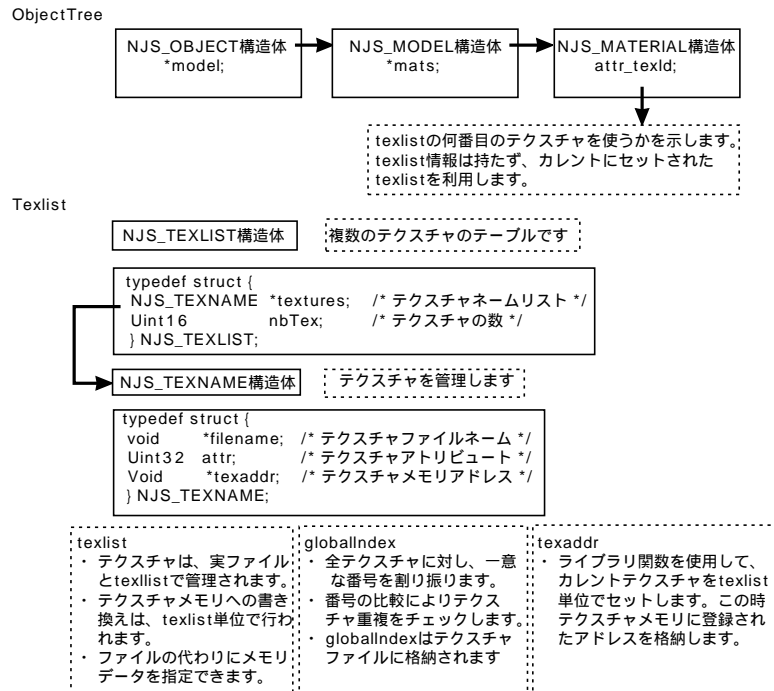 ObjectTree
NJS_OBJECT構造体
*model;
NJS_MODEL構造体
*mats;
NJS_MATERIAL構造体
attr_texId;
texlistの何番目のテクスチャを使うかを示します。
texlist情報は持たず、カレントにセットされた
texlistを利用します。
Texlist
NJS_TEXLIST構造体
複数のテクスチャのテーブルです
typedef struct {
NJS_TEXNAME *textures; /* テクスチャネームリスト */
Uint16 nbTex; /* テクスチャの数 */
} NJS_TEXLIST;
NJS_TEXNAME構造体
テクスチャを管理します
typedef struct {
void *filename; /* テクスチャファイルネーム */
Uint32 attr; /* テクスチャアトリビュート */
Void *texaddr; /* テクスチャメモリアドレス */
} NJS_TEXNAME;
texlist
・ テクスチャは、実ファイル
とtexllistで管理されます。
・ テクスチャメモリへの書き
換えは、texlist単位で行わ
れます。
・ ファイルの代わりにメモリ
データを指定できます。
globalIndex
・ 全テクスチャに対し、一意
な番号を割り振ります。
・ 番号の比較によりテクス
チャ重複をチェックします。
・ globalIndexはテクスチャ
ファイルに格納されます
texaddr
・ ライブラリ関数を使用して、
カレントテクスチャをtexlist
単位でセットします。この時
テクスチャメモリに登録され
たアドレスを格納します。